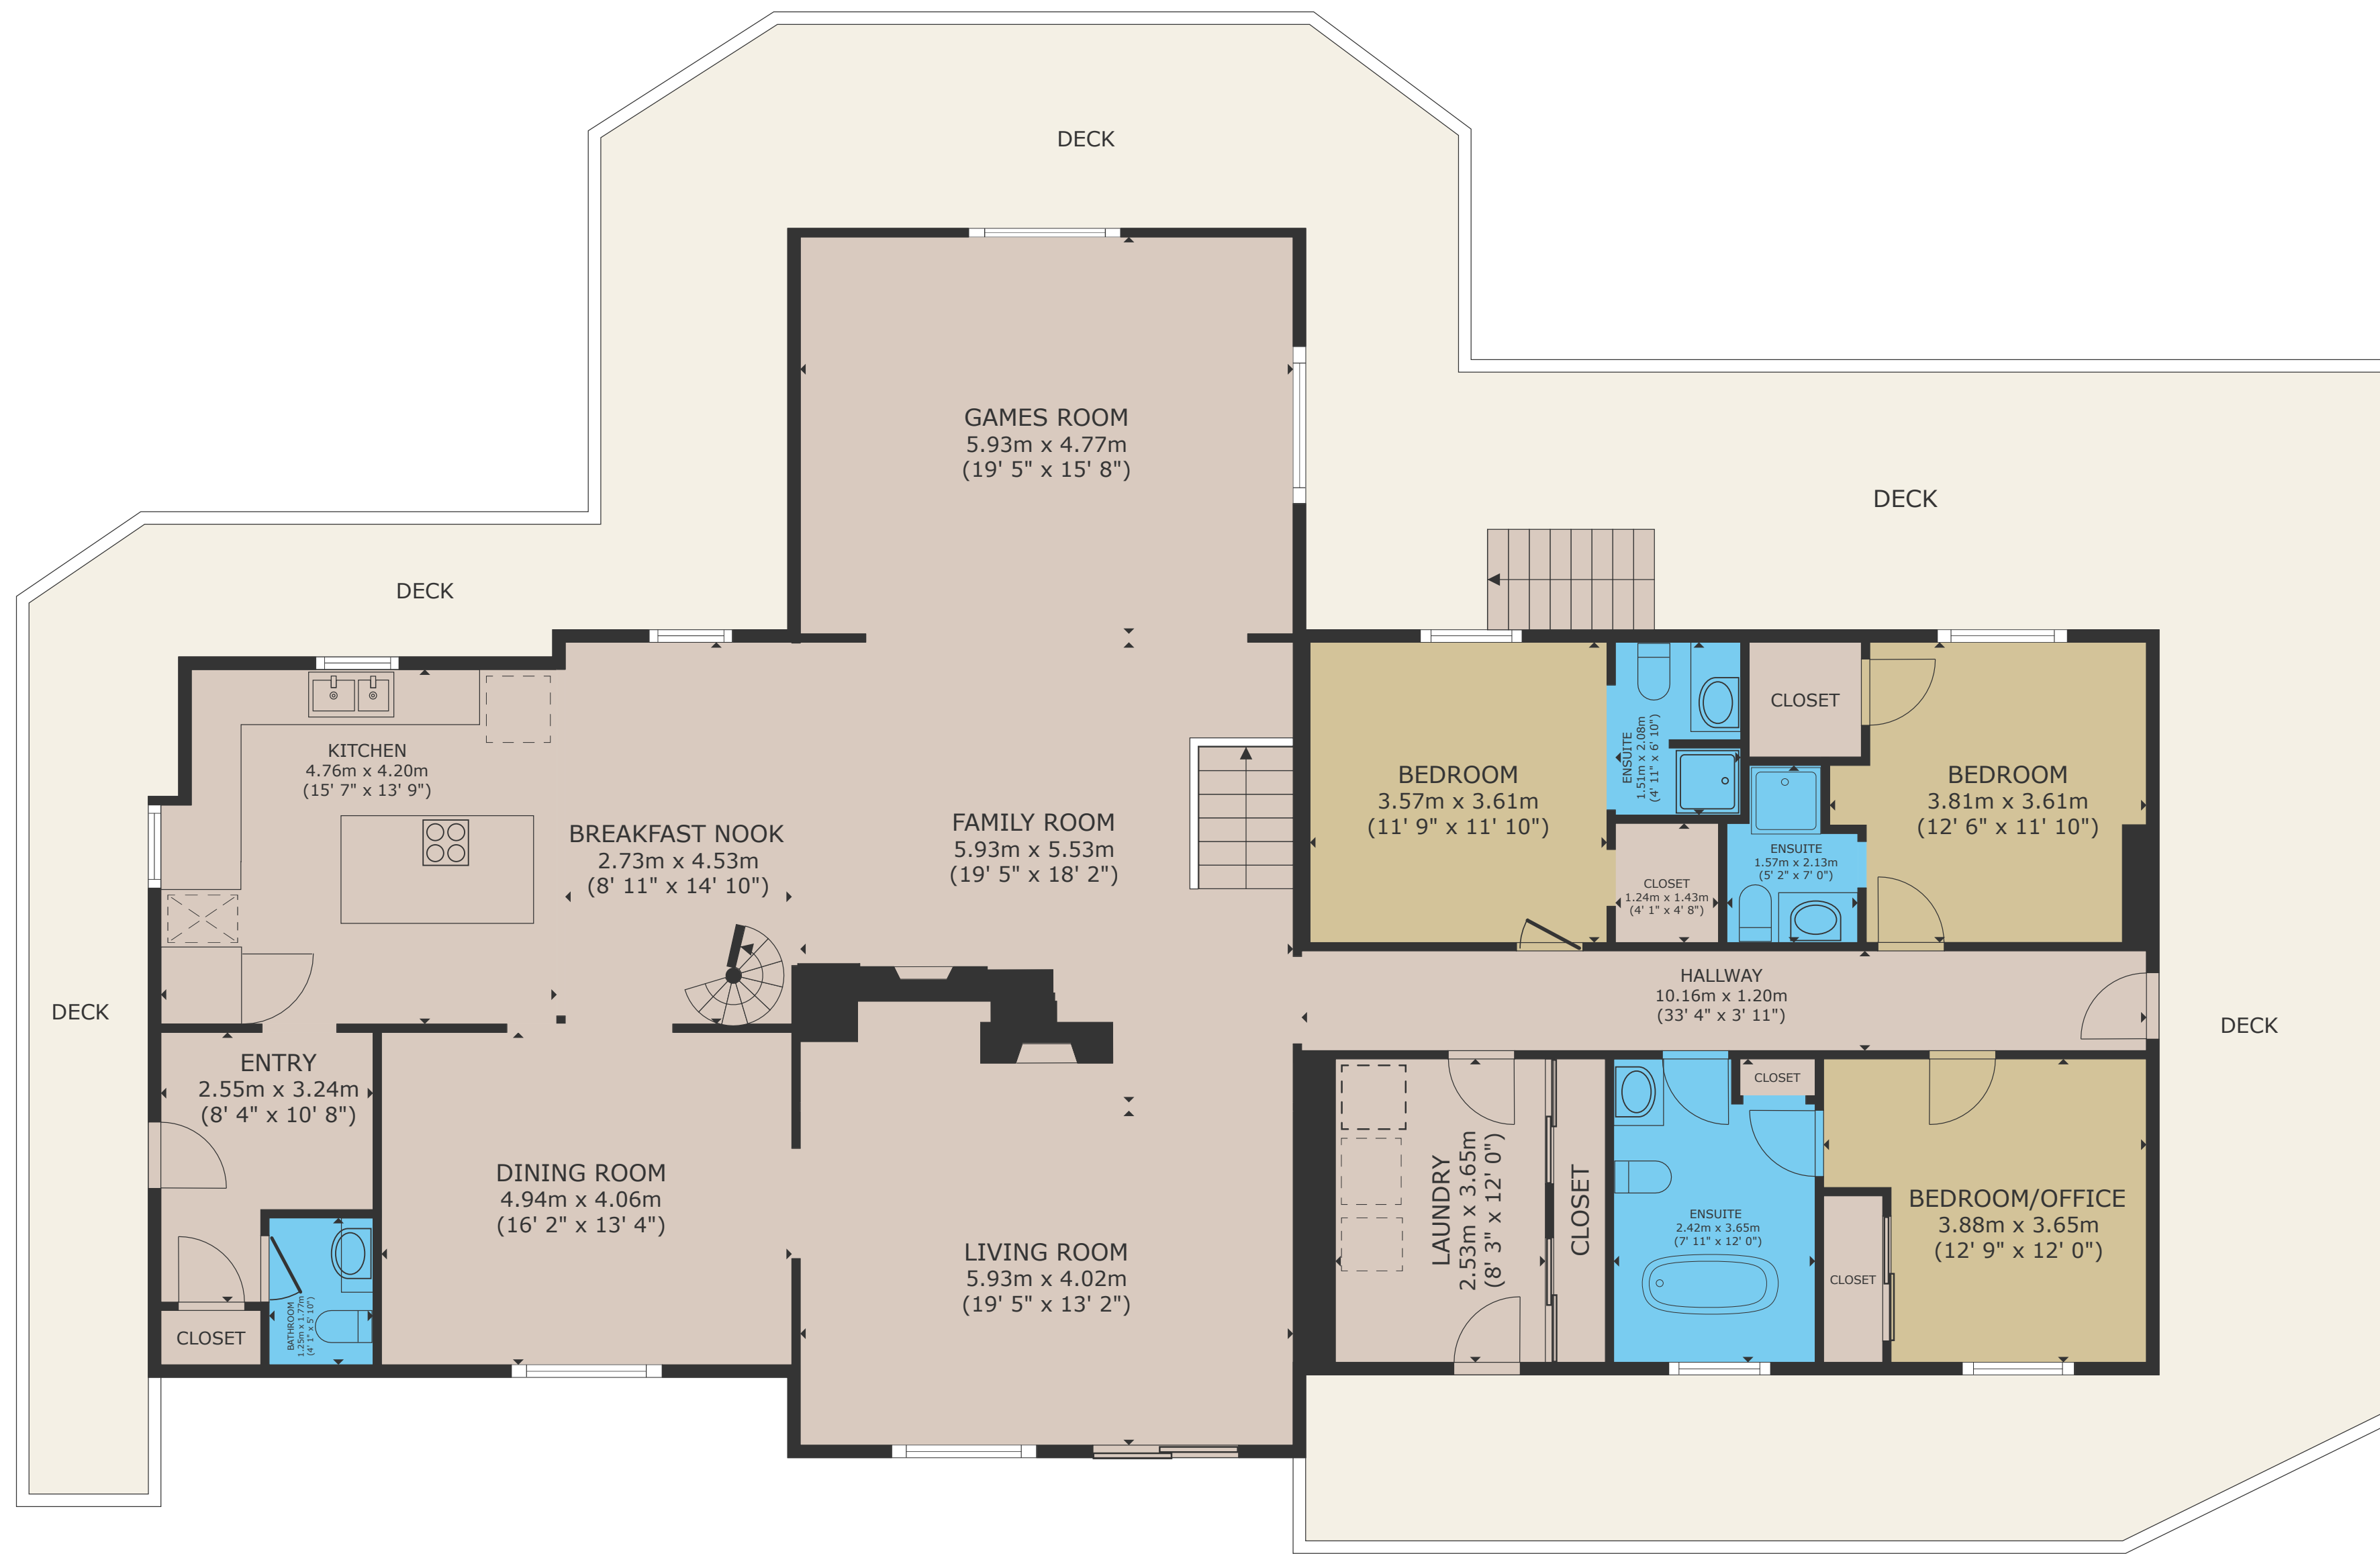 DECK
GAMES ROOM
5.93m x 4.77m
(19' 5" x 15' 8")
DECK
DECK
KITCHEN
4.76m x 4.20m
(15' 7" x 13' 9")
BREAKFAST NOOK
2.73m x 4.53m
(8' 11" x 14' 10")
FAMILY ROOM
5.93m x 5.53m
(19' 5" x 18' 2")
BEDROOM
3.57m x 3.61m
(11' 9" x 11' 10")
ENSUITE
1.51m x 2.08m
(4' 11" x 6' 10")
CLOSET
BEDROOM
3.81m x 3.61m
(12' 6" x 11' 10")
ENSUITE
1.57m x 2.13m
(5' 2" x 7' 0")
CLOSET
1.24m x 1.43m
(4' 1" x 4' 8")
DECK
HALLWAY
10.16m x 1.20m
(33' 4" x 3' 11")
DECK
ENTRY
2.55m x 3.24m
(8' 4" x 10' 8")
DINING ROOM
4.94m x 4.06m
(16' 2" x 13' 4")
LIVING ROOM
5.93m x 4.02m
(19' 5" x 13' 2")
LAUNDRY
2.53m x 3.65m
(8' 3" x 12' 0")
CLOSET
CLOSET
ENSUITE
2.42m x 3.65m
(7' 11" x 12' 0")
BEDROOM/OFFICE
3.88m x 3.65m
(12' 9" x 12' 0")
CLOSET
CLOSET
BATHROOM
1.25m x 1.77m
(4' 1" x 5' 10")